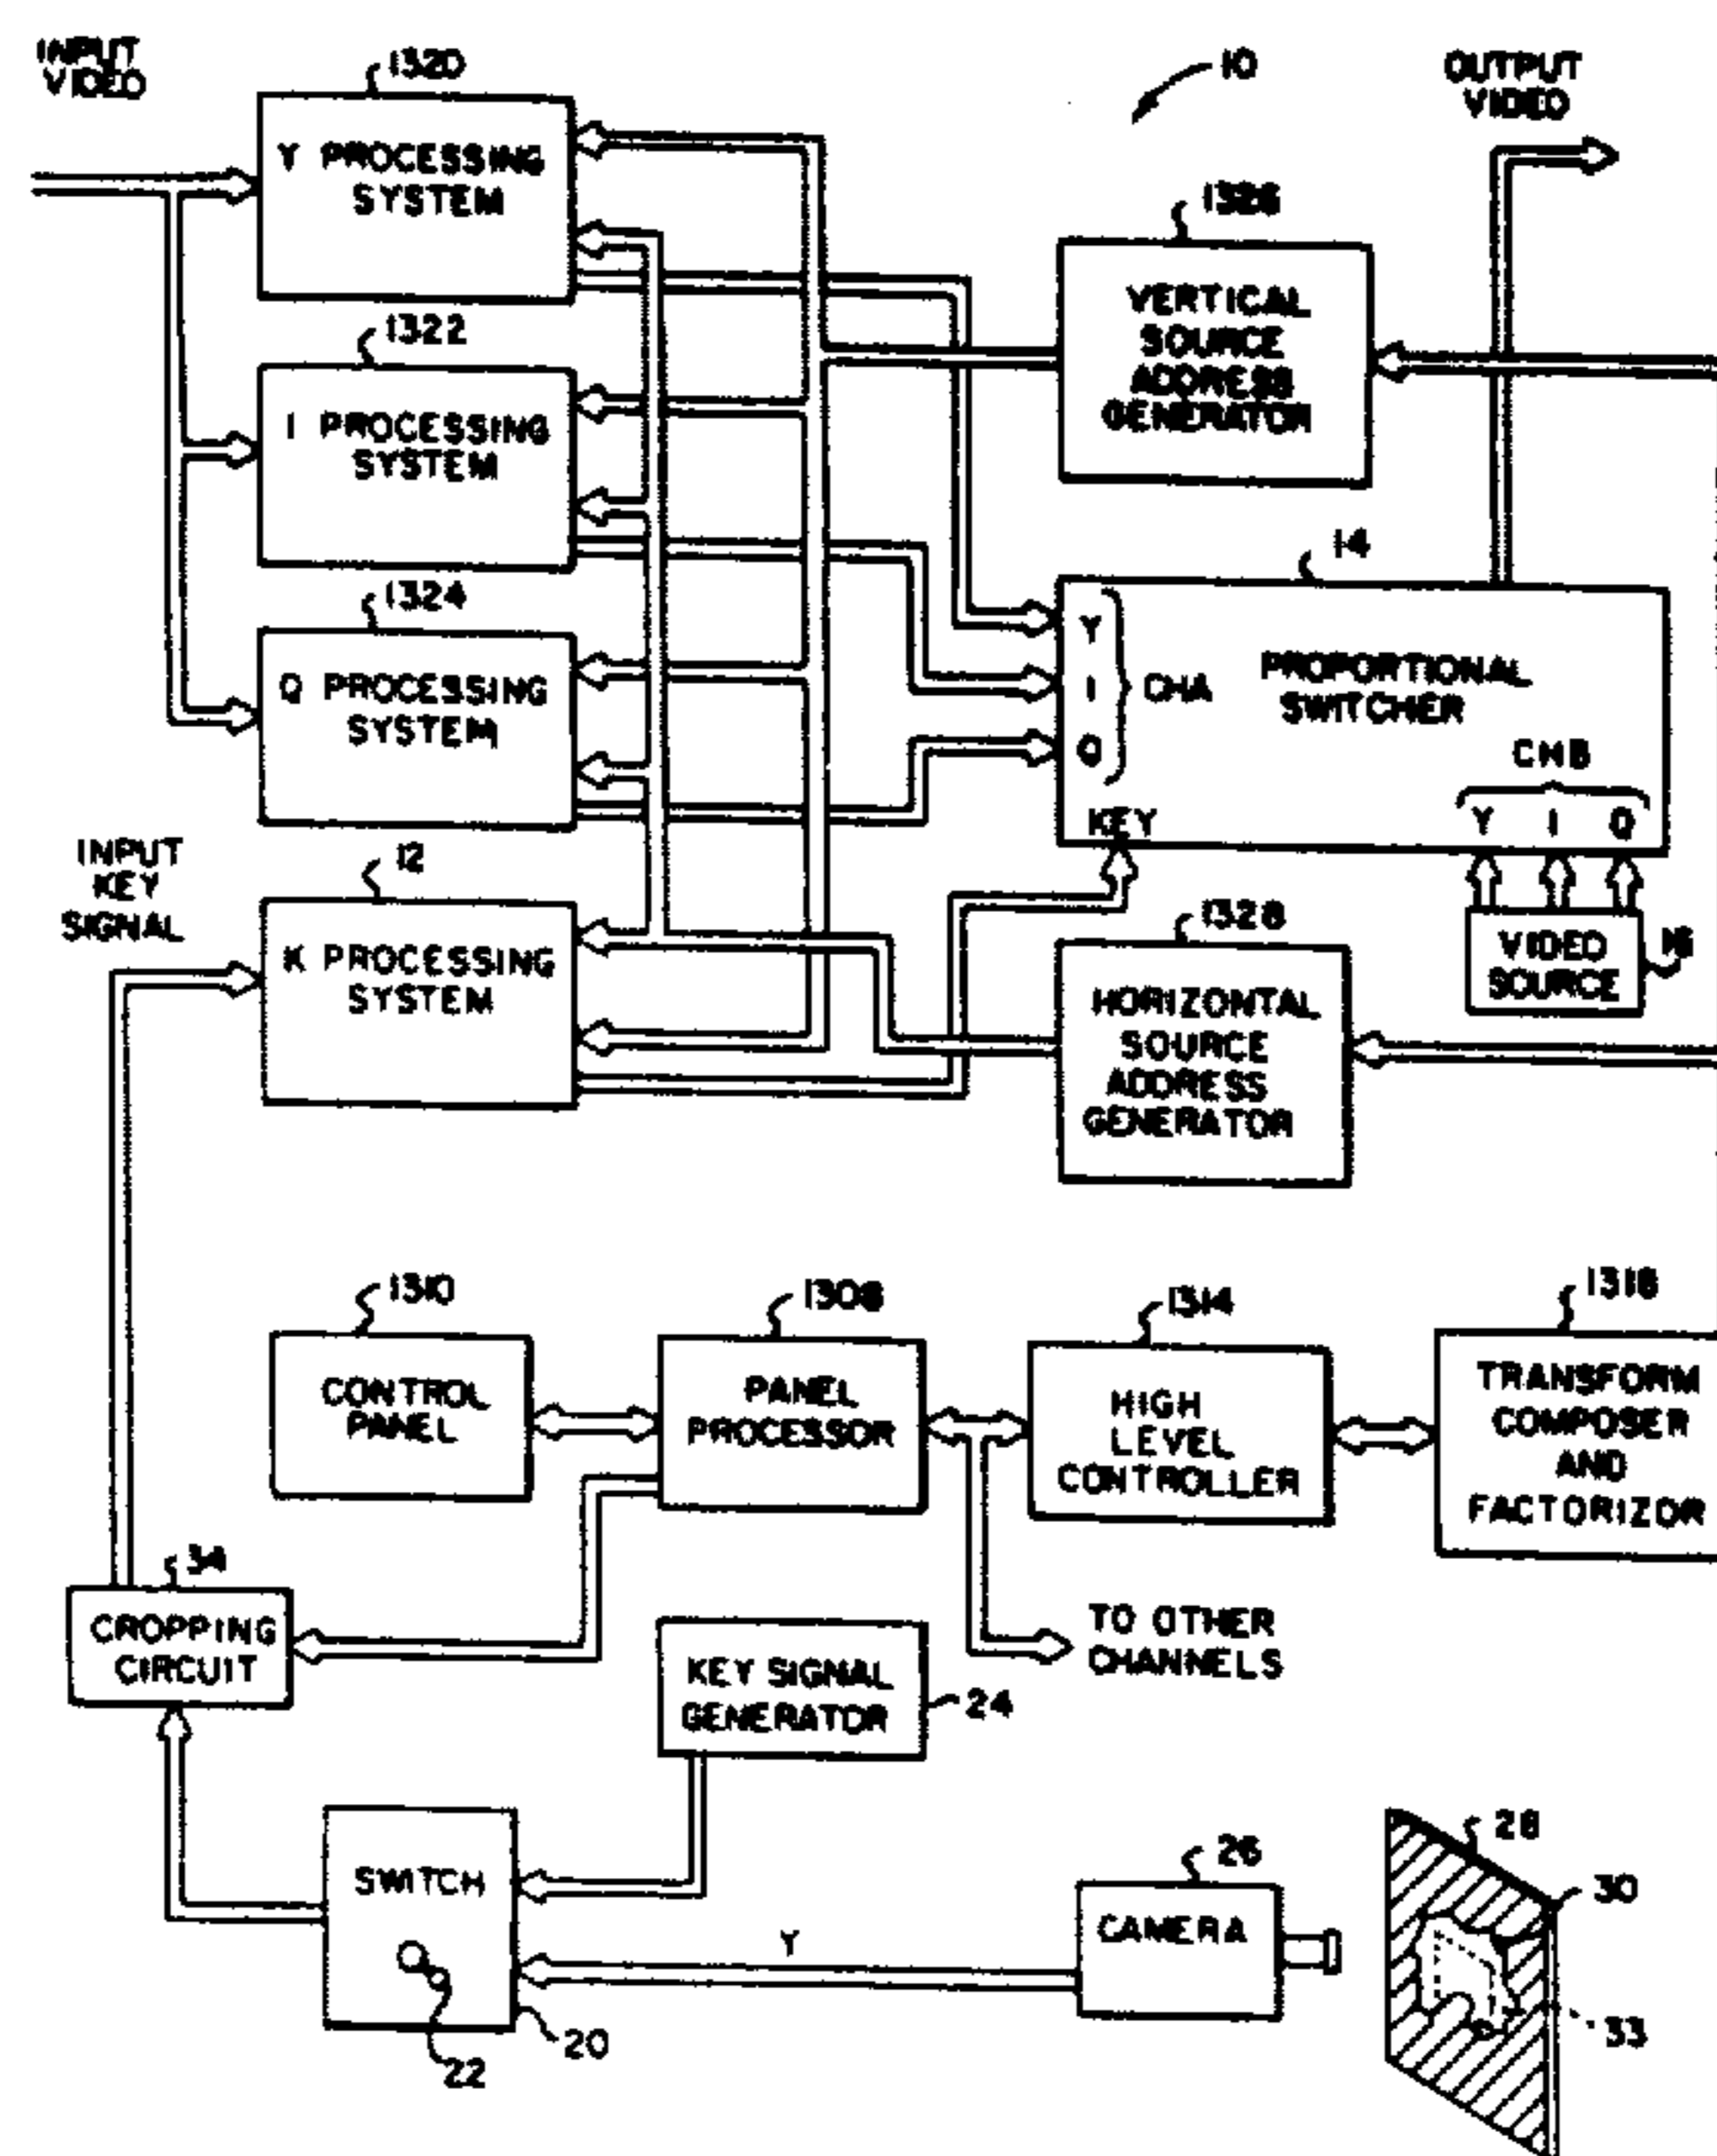 INPUT
VIDEO
1320
Y PROCESSING
SYSTEM
10
OUTPUT
VIDEO
1326
VERTICAL
SOURCE
ADDRESS
GENERATOR
1322
I PROCESSING
SYSTEM
1324
Q PROCESSING
SYSTEM
14
Y
I
Q
CHA
PROPORTIONAL
SWITCHER
CHB
Y I Q
KEY
INPUT
KEY
SIGNAL
12
K PROCESSING
SYSTEM
1328
HORIZONTAL
SOURCE
ADDRESS
GENERATOR
VIDEO
SOURCE
16
1310
CONTROL
PANEL
1308
PANEL
PROCESSOR
1314
HIGH
LEVEL
CONTROLLER
TRANSFORM
COMPOSER
AND
FACTORIZOR
34
CROPPING
CIRCUIT
KEY SIGNAL
GENERATOR
24
TO OTHER
CHANNELS
SWITCH
22
20
Y
26
CAMERA
28
30
33